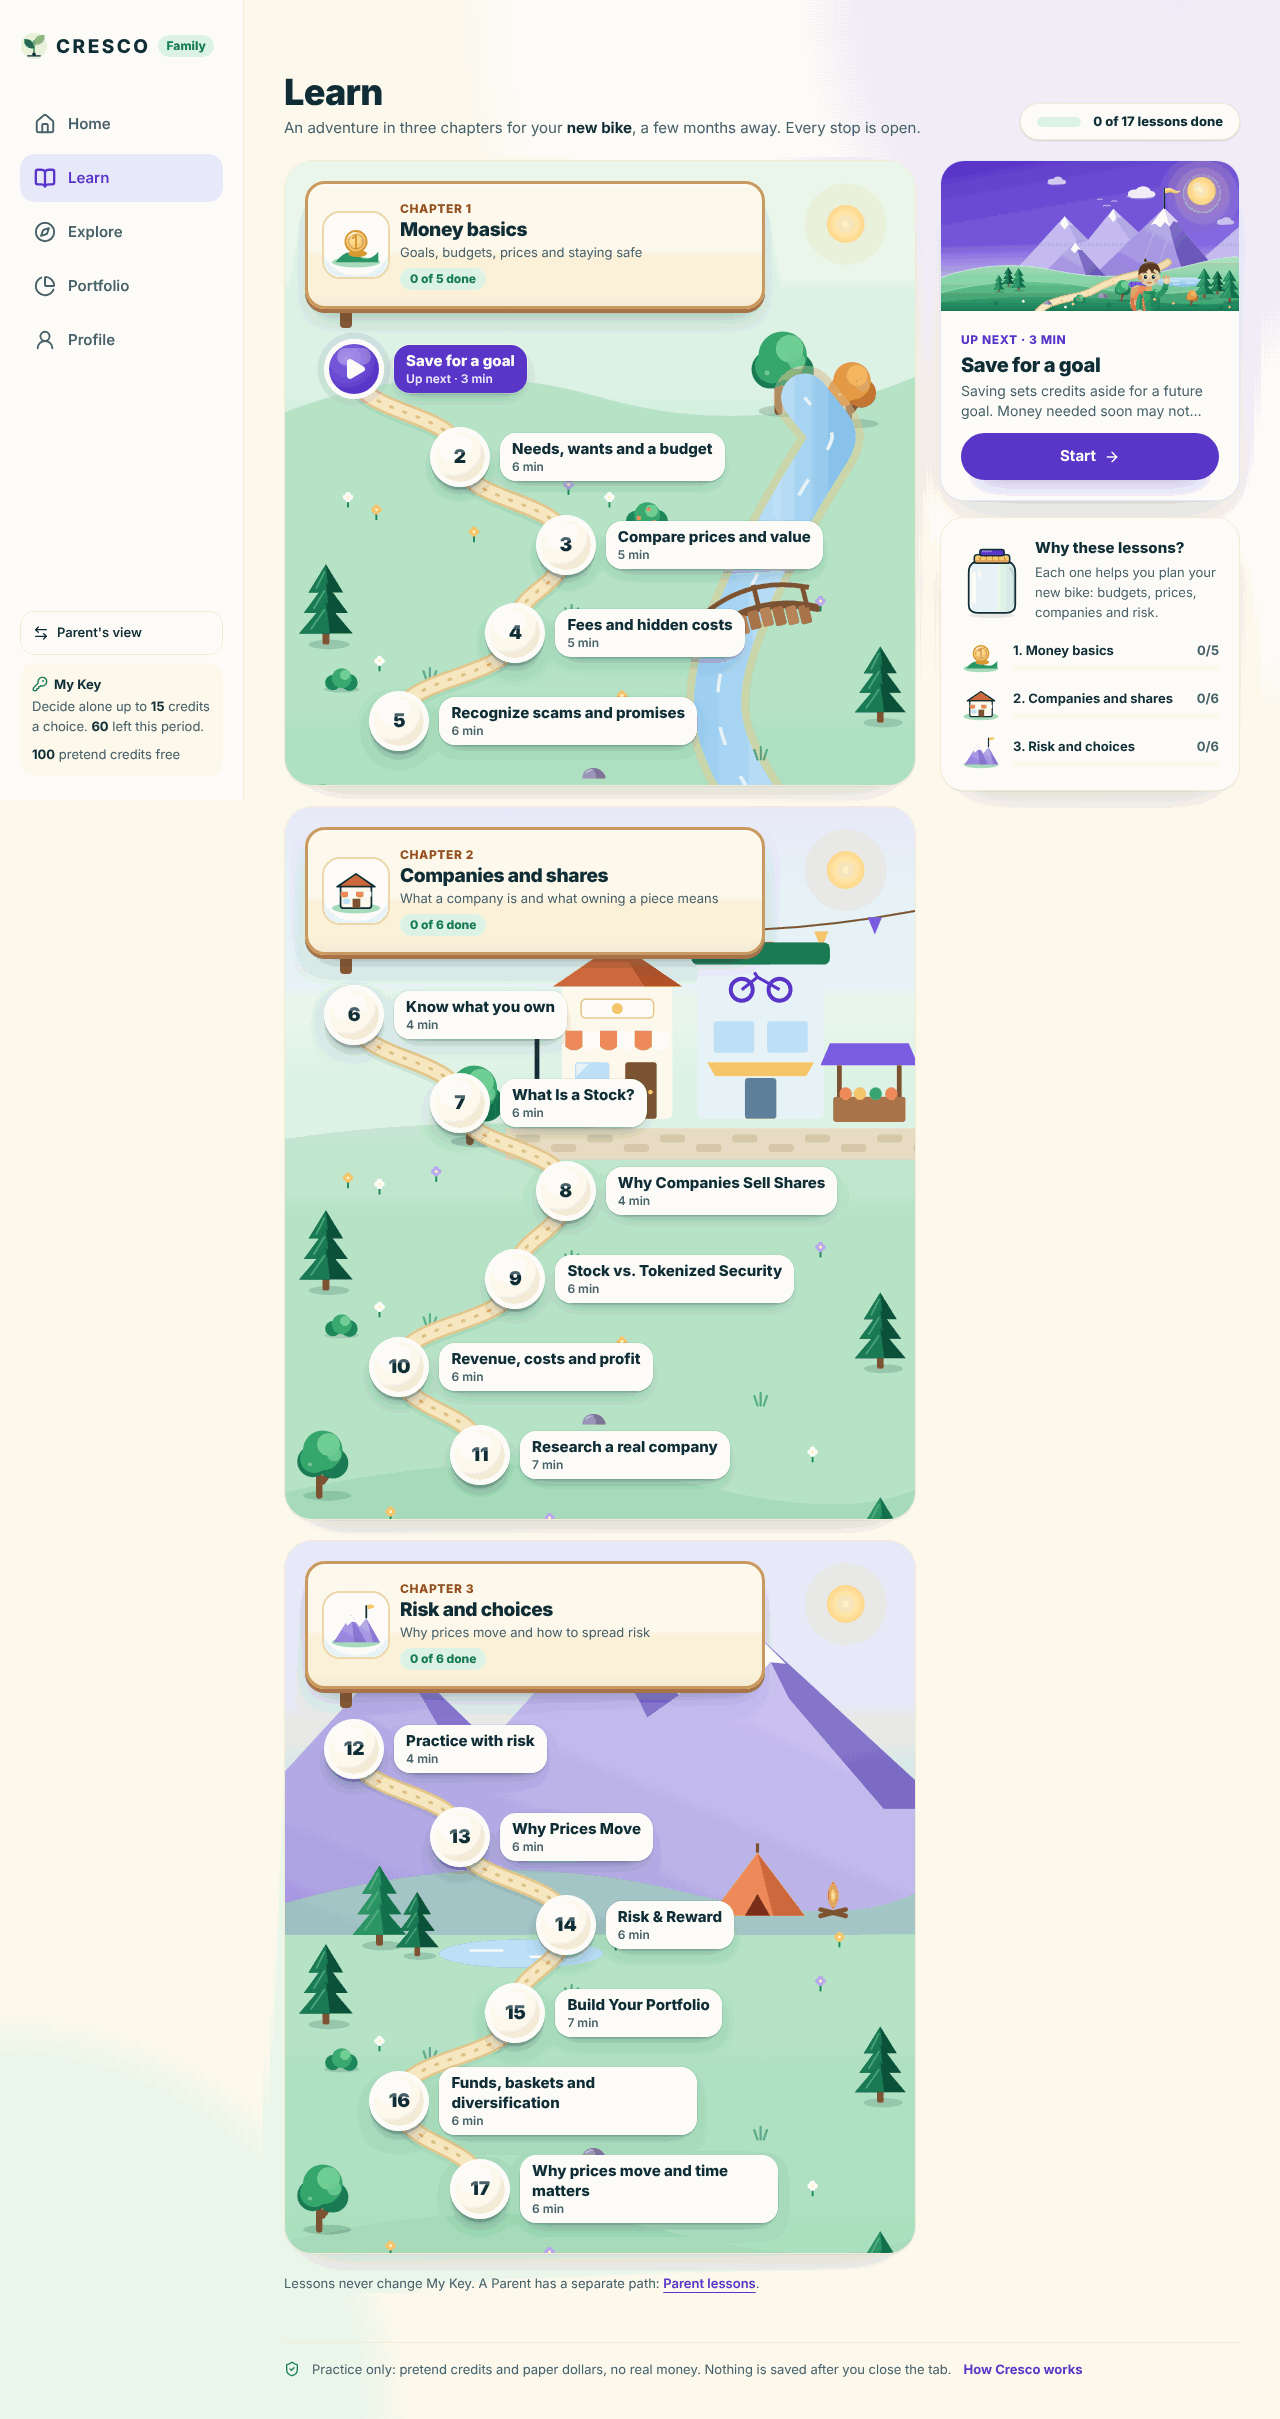 CRESCO Family
Home
Learn
Explore
Portfolio
Profile
Parent's view
My Key
Decide alone up to 15 credits
a choice. 60 left this period.
100 pretend credits free
Learn
An adventure in three chapters for your new bike, a few months away. Every stop is open.
0 of 17 lessons done
CHAPTER 1
Money basics
Goals, budgets, prices and staying safe
0 of 5 done
Save for a goal
Up next · 3 min
2
Needs, wants and a budget
6 min
3
Compare prices and value
5 min
4
Fees and hidden costs
5 min
5
Recognize scams and promises
6 min
UP NEXT · 3 MIN
Save for a goal
Saving sets credits aside for a future
goal. Money needed soon may not...
Start
Why these lessons?
Each one helps you plan your
new bike: budgets, prices,
companies and risk.
1. Money basics 0/5
2. Companies and shares 0/6
3. Risk and choices 0/6
CHAPTER 2
Companies and shares
What a company is and what owning a piece means
0 of 6 done
6
Know what you own
4 min
7
What Is a Stock?
6 min
8
Why Companies Sell Shares
4 min
9
Stock vs. Tokenized Security
6 min
10
Revenue, costs and profit
6 min
11
Research a real company
7 min
CHAPTER 3
Risk and choices
Why prices move and how to spread risk
0 of 6 done
12
Practice with risk
4 min
13
Why Prices Move
6 min
14
Risk & Reward
6 min
15
Build Your Portfolio
7 min
16
Funds, baskets and
diversification
6 min
17
Why prices move and time
matters
6 min
Lessons never change My Key. A Parent has a separate path: Parent lessons.
Practice only: pretend credits and paper dollars, no real money. Nothing is saved after you close the tab. How Cresco works